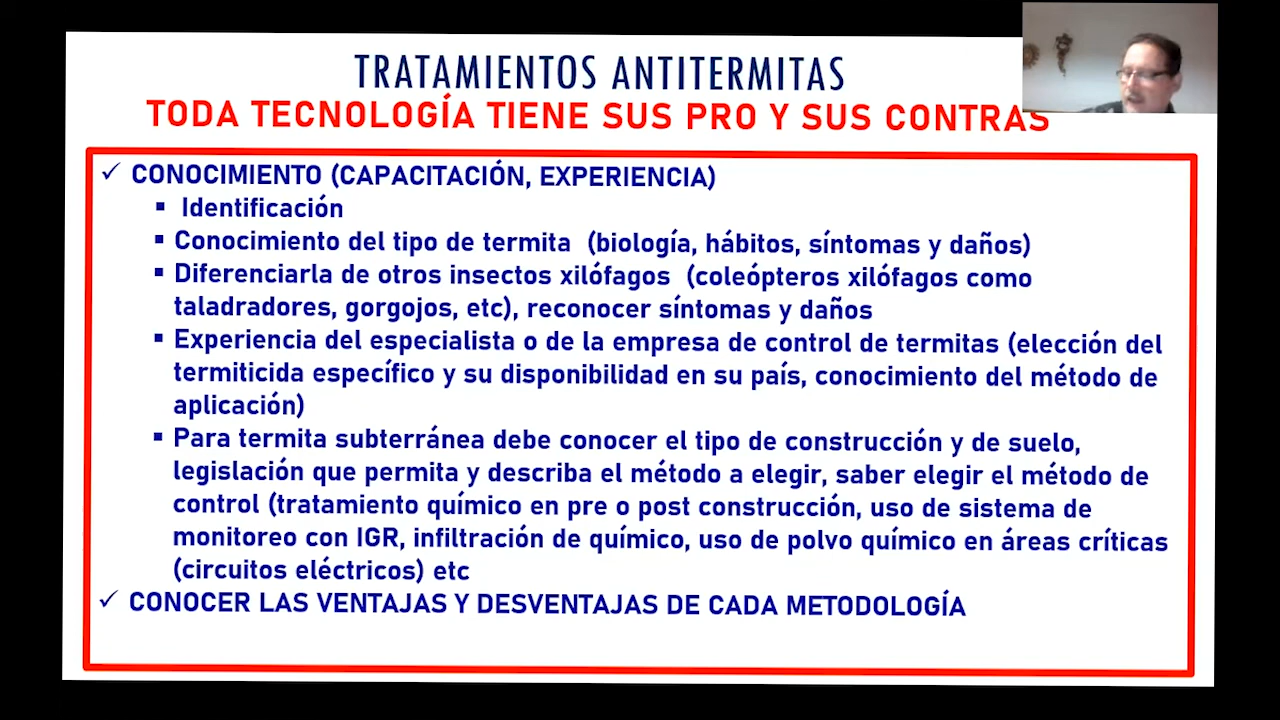 TRATAMIENTOS ANTITERMITAS
TODA TECNOLOGÍA TIENE SUS PRO Y SUS CONTRAS
✓ CONOCIMIENTO (CAPACITACIÓN, EXPERIENCIA)
▪ Identificación
▪ Conocimiento del tipo de termita (biología, hábitos, síntomas y daños)
▪ Diferenciarla de otros insectos xilófagos (coleópteros xilófagos como
taladradores, gorgojos, etc), reconocer síntomas y daños
▪ Experiencia del especialista o de la empresa de control de termitas (elección del
termiticida específico y su disponibilidad en su país, conocimiento del método de
aplicación)
▪ Para termita subterránea debe conocer el tipo de construcción y de suelo,
legislación que permita y describa el método a elegir, saber elegir el método de
control (tratamiento químico en pre o post construcción, uso de sistema de
monitoreo con IGR, infiltración de químico, uso de polvo químico en áreas críticas
(circuitos eléctricos) etc
✓ CONOCER LAS VENTAJAS Y DESVENTAJAS DE CADA METODOLOGÍA